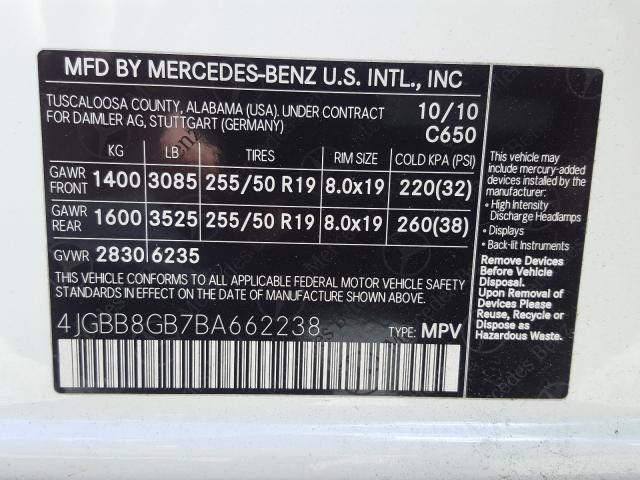 MFD BY MERCEDES-BENZ U.S. INTL., INC
TUSCALOOSA COUNTY, ALABAMA (USA). UNDER CONTRACT
FOR DAIMLER AG, STUTTGART (GERMANY)
10/10
C650
KG LB TIRES RIM SIZE COLD KPA (PSI)
GAWR FRONT 1400 3085 255/50 R19 8.0x19 220(32)
GAWR REAR 1600 3525 255/50 R19 8.0x19 260(38)
GVWR 2830 6235
THIS VEHICLE CONFORMS TO ALL APPLICABLE FEDERAL MOTOR VEHICLE SAFETY
STANDARDS IN EFFECT ON THE DATE OF MANUFACTURE SHOWN ABOVE.
4JGBB8GB7BA662238 TYPE: MPV
This vehicle may
include mercury-added
devices installed by the
manufacturer:
• High Intensity
Discharge Headlamps
• Displays
• Back-lit Instruments
Remove Devices
Before Vehicle
Disposal.
Upon Removal of Devices
Reuse, Recycle or
Dispose as
Hazardous Waste.